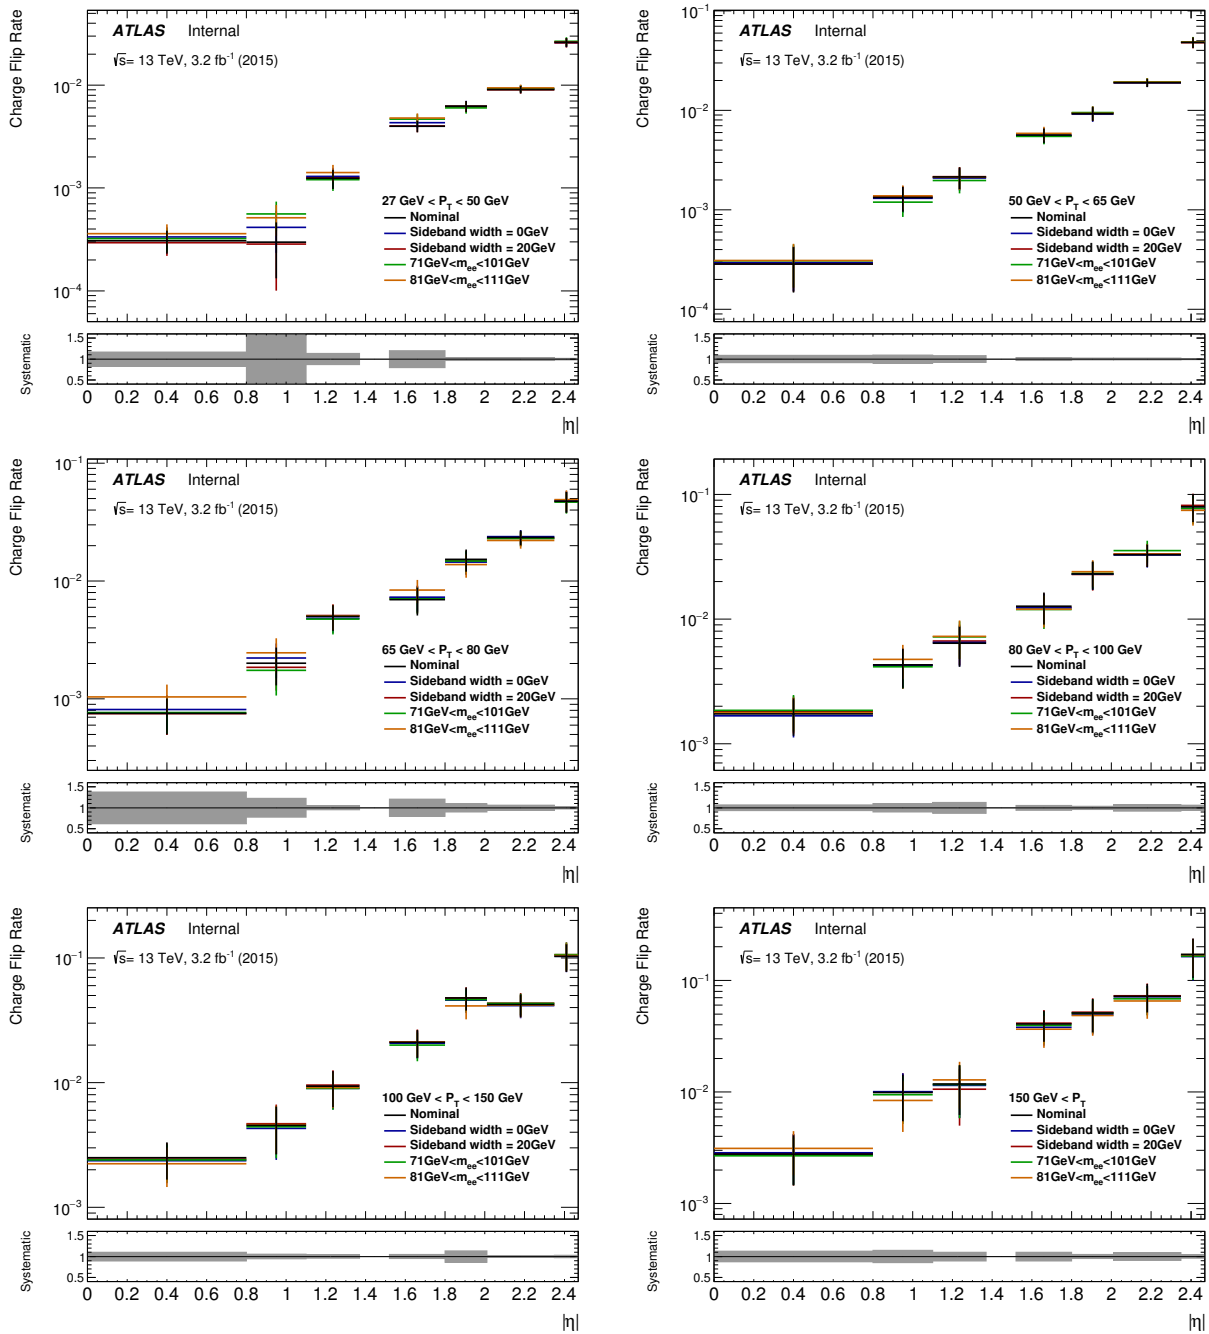 Charge Flip Rate
ATLAS Internal
√s= 13 TeV, 3.2 fb⁻¹ (2015)
10⁻²
10⁻³
10⁻⁴
27 GeV < P_T < 50 GeV
Nominal
Sideband width = 0GeV
Sideband width = 20GeV
71GeV<m_ee<101GeV
81GeV<m_ee<111GeV
Systematic
1.5
1
0.5
0 0.2 0.4 0.6 0.8 1 1.2 1.4 1.6 1.8 2 2.2 2.4
|η|
Charge Flip Rate
ATLAS Internal
√s= 13 TeV, 3.2 fb⁻¹ (2015)
10⁻¹
10⁻²
10⁻³
10⁻⁴
50 GeV < P_T < 65 GeV
Nominal
Sideband width = 0GeV
Sideband width = 20GeV
71GeV<m_ee<101GeV
81GeV<m_ee<111GeV
Systematic
1.5
1
0.5
0 0.2 0.4 0.6 0.8 1 1.2 1.4 1.6 1.8 2 2.2 2.4
|η|
Charge Flip Rate
ATLAS Internal
√s= 13 TeV, 3.2 fb⁻¹ (2015)
10⁻¹
10⁻²
10⁻³
65 GeV < P_T < 80 GeV
Nominal
Sideband width = 0GeV
Sideband width = 20GeV
71GeV<m_ee<101GeV
81GeV<m_ee<111GeV
Systematic
1.5
1
0.5
0 0.2 0.4 0.6 0.8 1 1.2 1.4 1.6 1.8 2 2.2 2.4
|η|
Charge Flip Rate
ATLAS Internal
√s= 13 TeV, 3.2 fb⁻¹ (2015)
10⁻¹
10⁻²
10⁻³
80 GeV < P_T < 100 GeV
Nominal
Sideband width = 0GeV
Sideband width = 20GeV
71GeV<m_ee<101GeV
81GeV<m_ee<111GeV
Systematic
1.5
1
0.5
0 0.2 0.4 0.6 0.8 1 1.2 1.4 1.6 1.8 2 2.2 2.4
|η|
Charge Flip Rate
ATLAS Internal
√s= 13 TeV, 3.2 fb⁻¹ (2015)
10⁻¹
10⁻²
10⁻³
100 GeV < P_T < 150 GeV
Nominal
Sideband width = 0GeV
Sideband width = 20GeV
71GeV<m_ee<101GeV
81GeV<m_ee<111GeV
Systematic
1.5
1
0.5
0 0.2 0.4 0.6 0.8 1 1.2 1.4 1.6 1.8 2 2.2 2.4
|η|
Charge Flip Rate
ATLAS Internal
√s= 13 TeV, 3.2 fb⁻¹ (2015)
10⁻¹
10⁻²
10⁻³
150 GeV < P_T
Nominal
Sideband width = 0GeV
Sideband width = 20GeV
71GeV<m_ee<101GeV
81GeV<m_ee<111GeV
Systematic
1.5
1
0.5
0 0.2 0.4 0.6 0.8 1 1.2 1.4 1.6 1.8 2 2.2 2.4
|η|